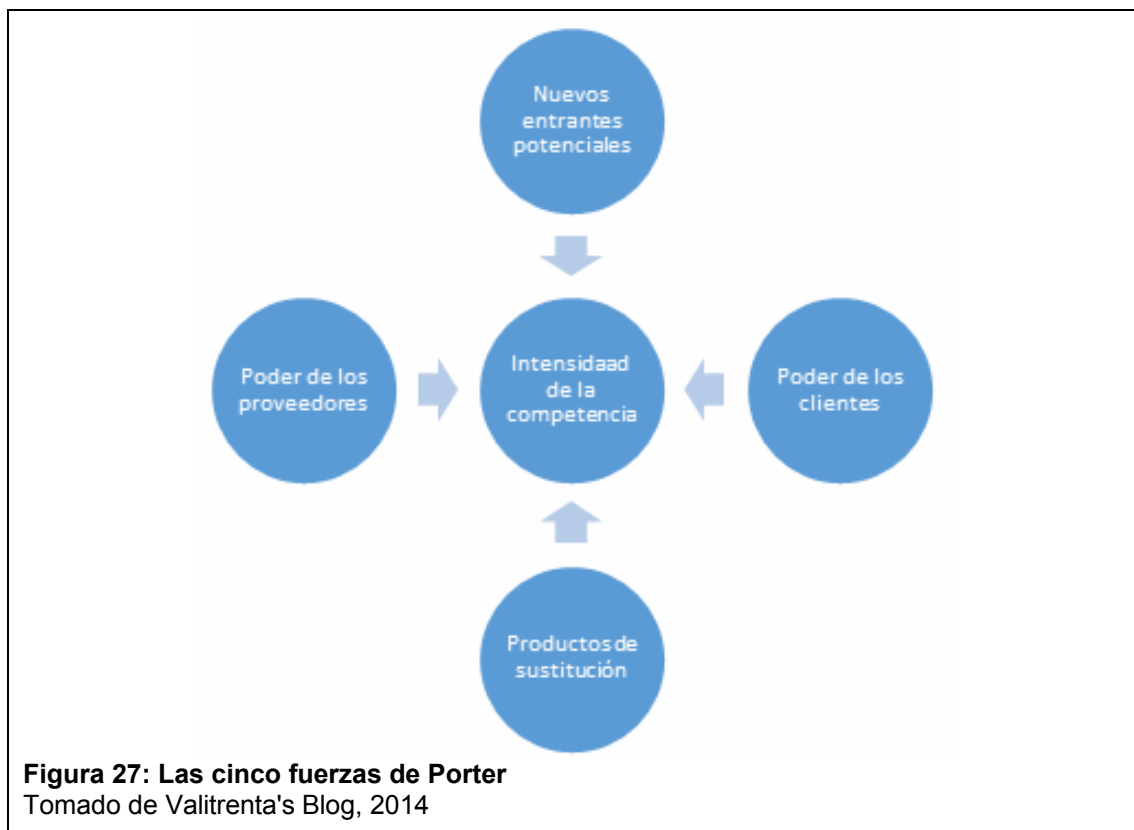 Nuevos
entrantes
potenciales
Poder de los
proveedores
Intensidaad
de la
competencia
Poder de los
clientes
Productos de
sustitución
Figura 27: Las cinco fuerzas de Porter
Tomado de Valitrenta's Blog, 2014